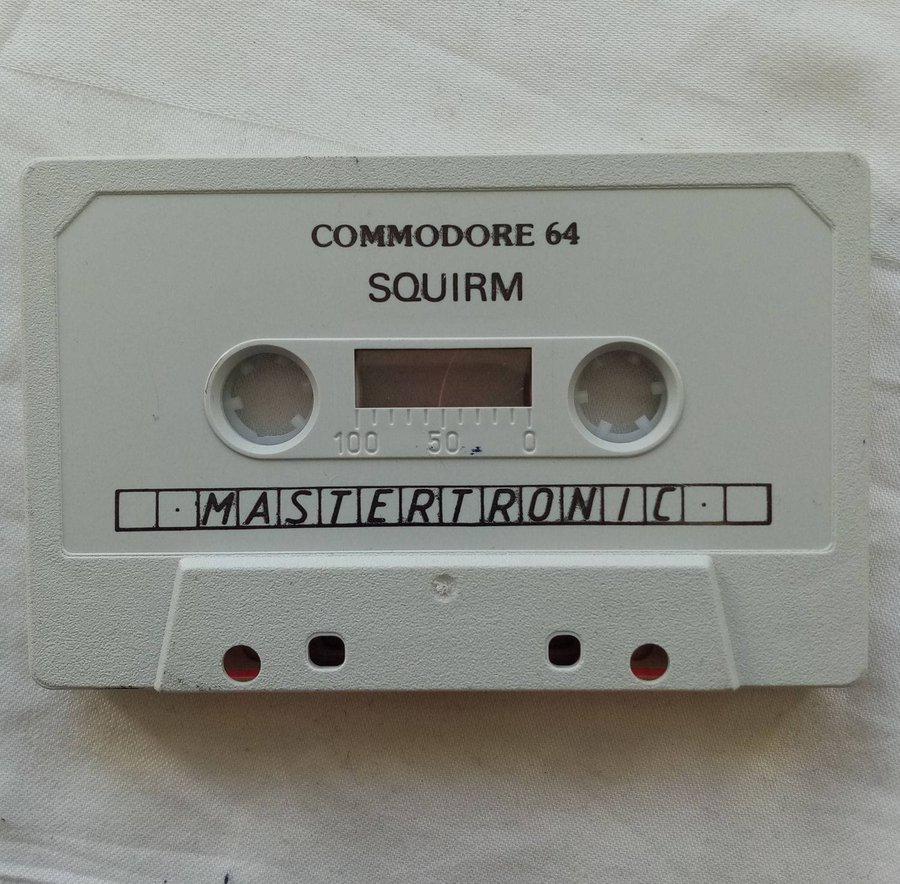 COMMODORE 64
SQUIRM
100 50 0
MASTERTRONIC